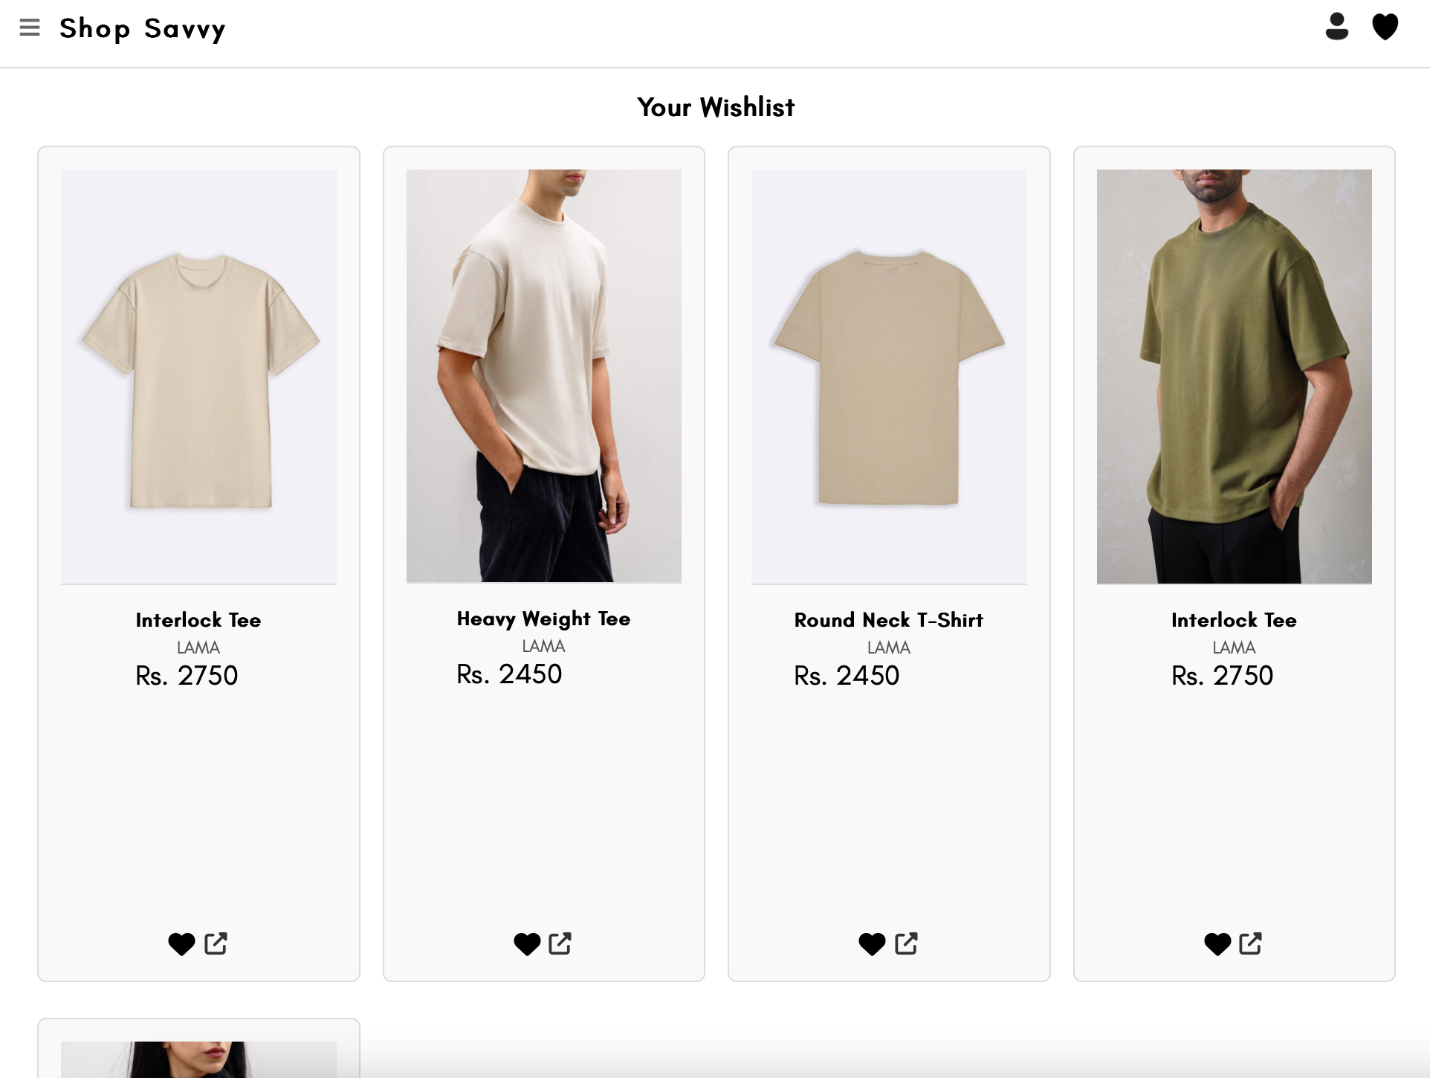 Shop Savvy
Your Wishlist
Interlock Tee
LAMA
Rs. 2750
Heavy Weight Tee
LAMA
Rs. 2450
Round Neck T-Shirt
LAMA
Rs. 2450
Interlock Tee
LAMA
Rs. 2750